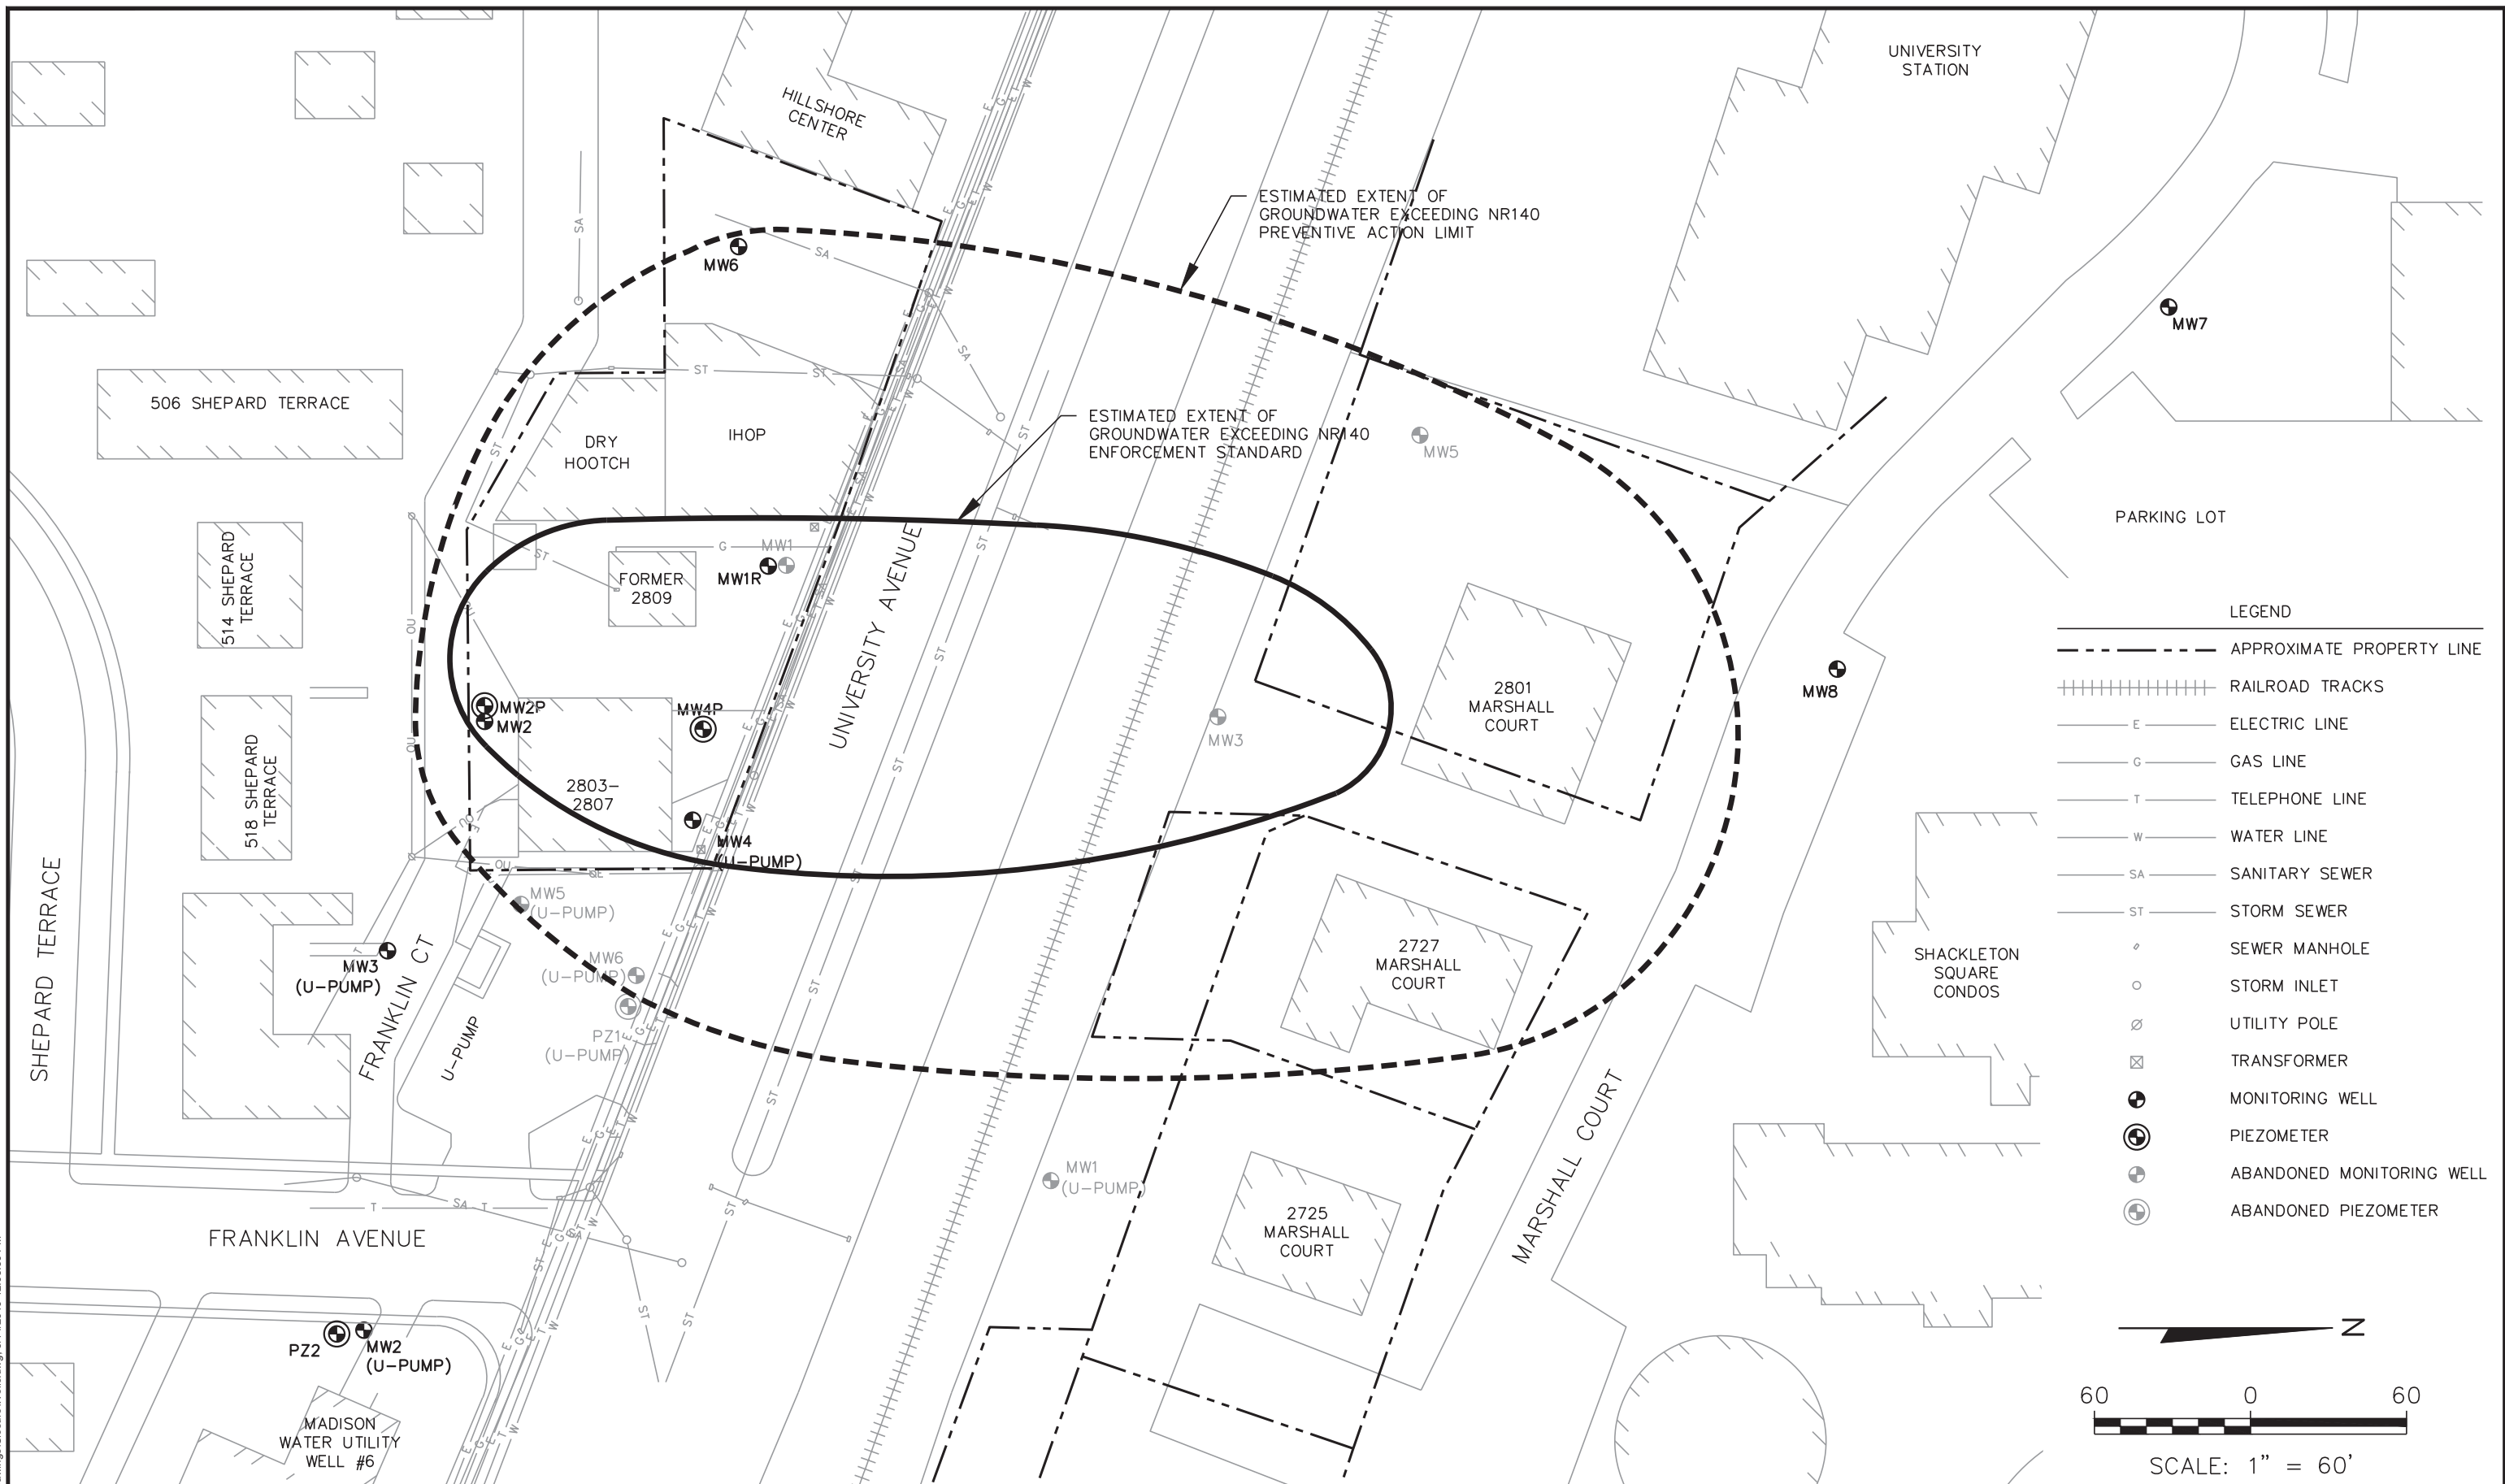 UNIVERSITY
STATION
HILLSHORE
CENTER
ESTIMATED EXTENT OF
GROUNDWATER EXCEEDING NR140
PREVENTIVE ACTION LIMIT
MW6
MW7
506 SHEPARD TERRACE
DRY
HOOTCH
IHOP
ESTIMATED EXTENT OF
GROUNDWATER EXCEEDING NR140
ENFORCEMENT STANDARD
MW5
PARKING LOT
514 SHEPARD
TERRACE
FORMER
2809
MW1
MW1R
UNIVERSITY AVENUE
MW2P
MW2
MW4P
MW3
2801
MARSHALL
COURT
MW8
518 SHEPARD
TERRACE
2803-
2807
MW4
(U-PUMP)
MW5
(U-PUMP)
SHEPARD TERRACE
MW3
(U-PUMP)
FRANKLIN CT
U-PUMP
MW6
(U-PUMP)
PZ1
(U-PUMP)
2727
MARSHALL
COURT
SHACKLETON
SQUARE
CONDOS
MW1
(U-PUMP)
2725
MARSHALL
COURT
MARSHALL COURT
FRANKLIN AVENUE
PZ2
MW2
(U-PUMP)
MADISON
WATER UTILITY
WELL #6
LEGEND
APPROXIMATE PROPERTY LINE
RAILROAD TRACKS
E ELECTRIC LINE
G GAS LINE
T TELEPHONE LINE
W WATER LINE
SA SANITARY SEWER
ST STORM SEWER
SEWER MANHOLE
STORM INLET
UTILITY POLE
TRANSFORMER
MONITORING WELL
PIEZOMETER
ABANDONED MONITORING WELL
ABANDONED PIEZOMETER
N
60 0 60
SCALE: 1" = 60'